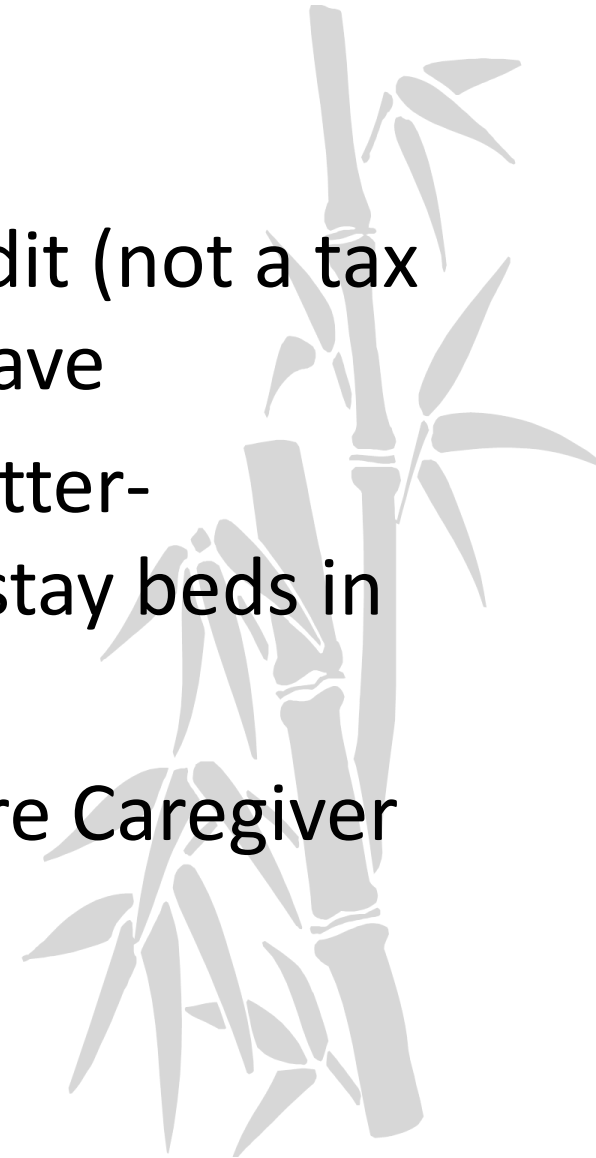 dit (not a tax
ave
tter-
stay beds in
re Caregiver